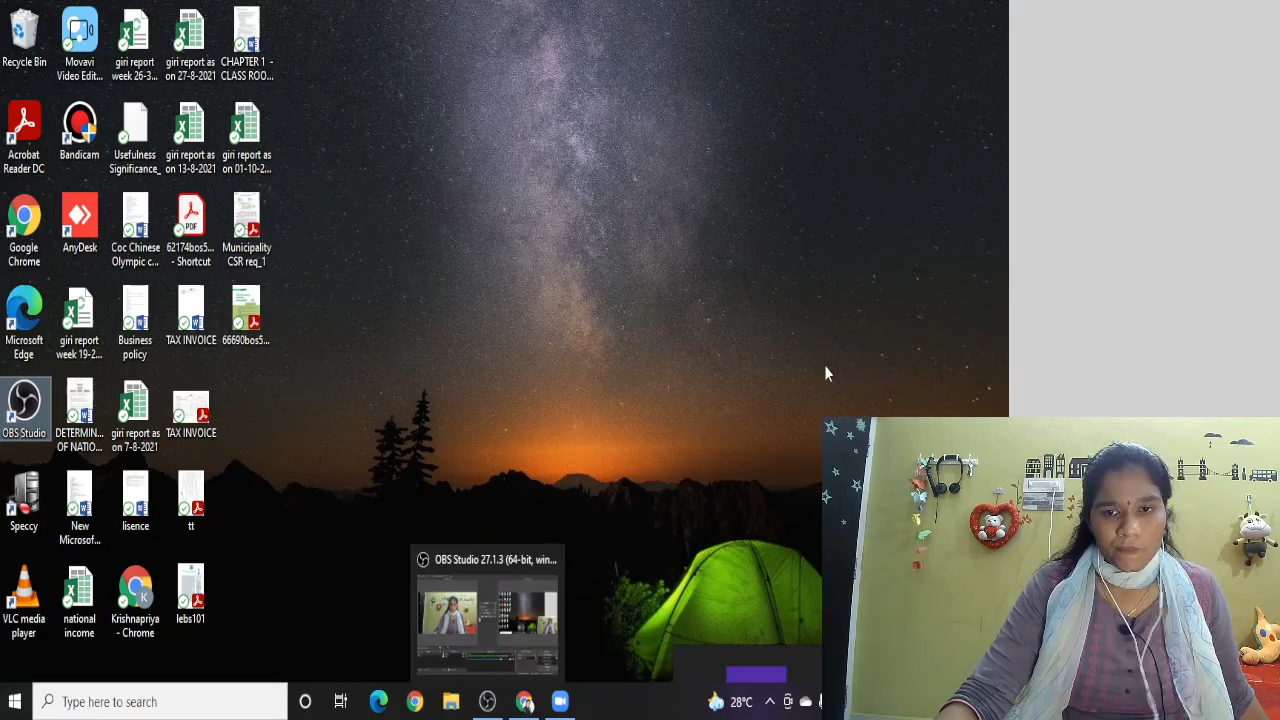 Recycle Bin
Movavi
Video Edit...
giri report
week 26-3...
giri report as
on 27-8-2021
CHAPTER 1 -
CLASS ROO...
Acrobat
Reader DC
Bandicam
Usefulness
Significance_
giri report as
on 13-8-2021
giri report as
on 01-10-2...
Google
Chrome
AnyDesk
Coc Chinese
Olympic c...
PDF
62174bos5...
- Shortcut
Municipality
CSR req_1
Microsoft
Edge
giri report
week 19-2...
Business
policy
TAX INVOICE
66690bos5...
OBS Studio
DETERMIN...
OF NATIO...
giri report as
on 7-8-2021
TAX INVOICE
Speccy
New
Microsof...
lisence
tt
VLC media
player
national
income
K
Krishnapriya
- Chrome
lebs101
OBS Studio 27.1.3 (64-bit, win...
Type here to search
28°C